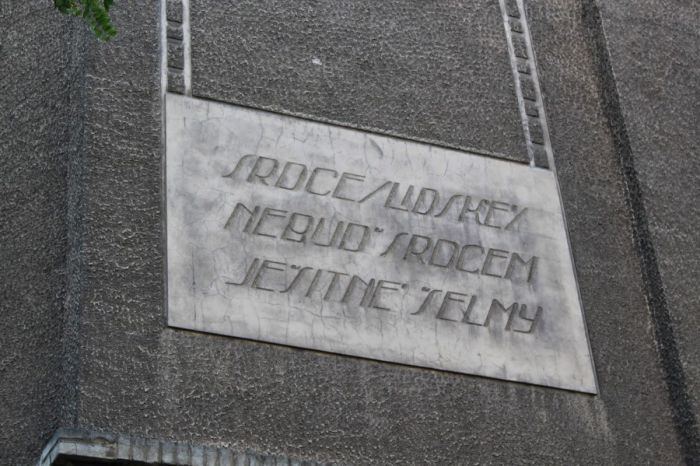 SRDCE LIDSKÉ
NEBUĎ SRDCEM
JEŠITNÉ ŠELMY